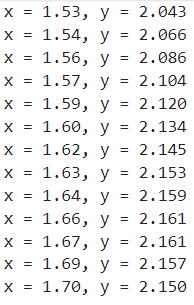 x = 1.53, y = 2.043
x = 1.54, y = 2.066
x = 1.56, y = 2.086
x = 1.57, y = 2.104
x = 1.59, y = 2.120
x = 1.60, y = 2.134
x = 1.62, y = 2.145
x = 1.63, y = 2.153
x = 1.64, y = 2.159
x = 1.66, y = 2.161
x = 1.67, y = 2.161
x = 1.69, y = 2.157
x = 1.70, y = 2.150